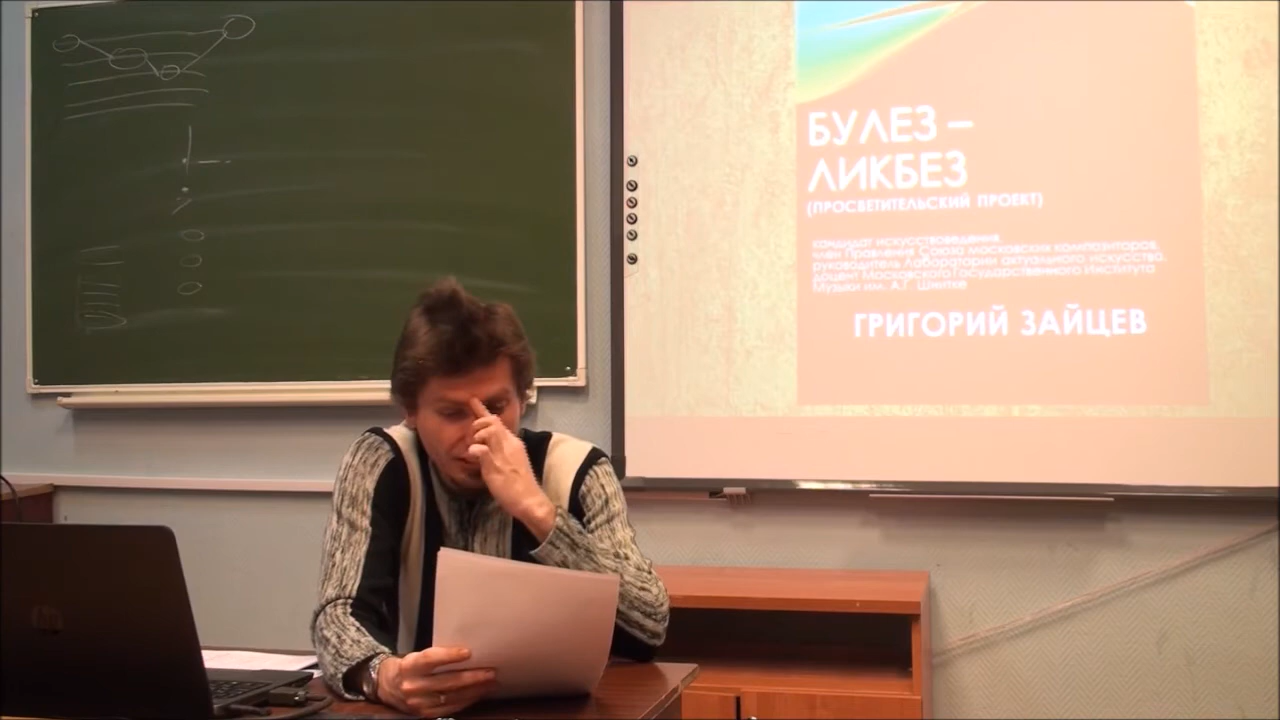 БУЛЕЗ –
ЛИКБЕЗ
(ПРОСВЕТИТЕЛЬСКИЙ ПРОЕКТ)
кандидат искусствоведения,
член Правления Союза московских композиторов,
руководитель Лаборатории актуального искусства,
доцент Московского Государственного Института
Музыки им. А.Г. Шнитке
ГРИГОРИЙ ЗАЙЦЕВ
hp